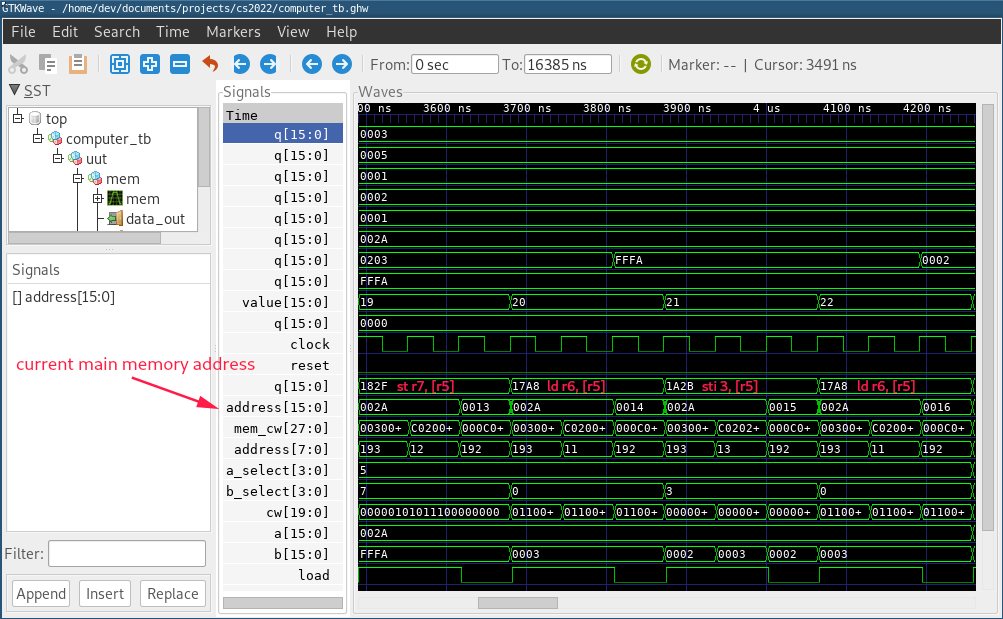 GTKWave - /home/dev/documents/projects/cs2022/computer_tb.ghw
File Edit Search Time Markers View Help
From: 0 sec To: 16385 ns Marker: -- | Cursor: 3491 ns
SST
top
computer_tb
uut
mem
mem
data_out
Signals
[] address[15:0]
Filter:
Append Insert Replace
Signals
Time
q[15:0]
q[15:0]
q[15:0]
q[15:0]
q[15:0]
q[15:0]
q[15:0]
q[15:0]
value[15:0]
q[15:0]
clock
reset
q[15:0]
address[15:0]
mem_cw[27:0]
address[7:0]
a_select[3:0]
b_select[3:0]
cw[19:0]
a[15:0]
b[15:0]
load
current main memory address
Waves
00 ns 3600 ns 3700 ns 3800 ns 3900 ns 4 us 4100 ns 4200 ns
0003
0005
0001
0002
0001
002A
0203 FFFA 0002
FFFA
19 20 21 22
0000
182F st r7, [r5] 17A8 ld r6, [r5] 1A2B sti 3, [r5] 17A8 ld r6, [r5]
002A 0013 002A 0014 002A 0015 002A 0016
00300+ C0200+ 000C0+ 00300+ C0200+ 000C0+ 00300+ C0202+ 000C0+ 00300+ C0200+ 000C0+
193 12 192 193 11 192 193 13 192 193 11 192
5
7 0 3 0
00000101011100000000 01100+ 01100+ 01100+ 00000+ 00000+ 00000+ 01100+ 01100+ 01100+
002A
FFFA 0003 0002 0003 0002 0003